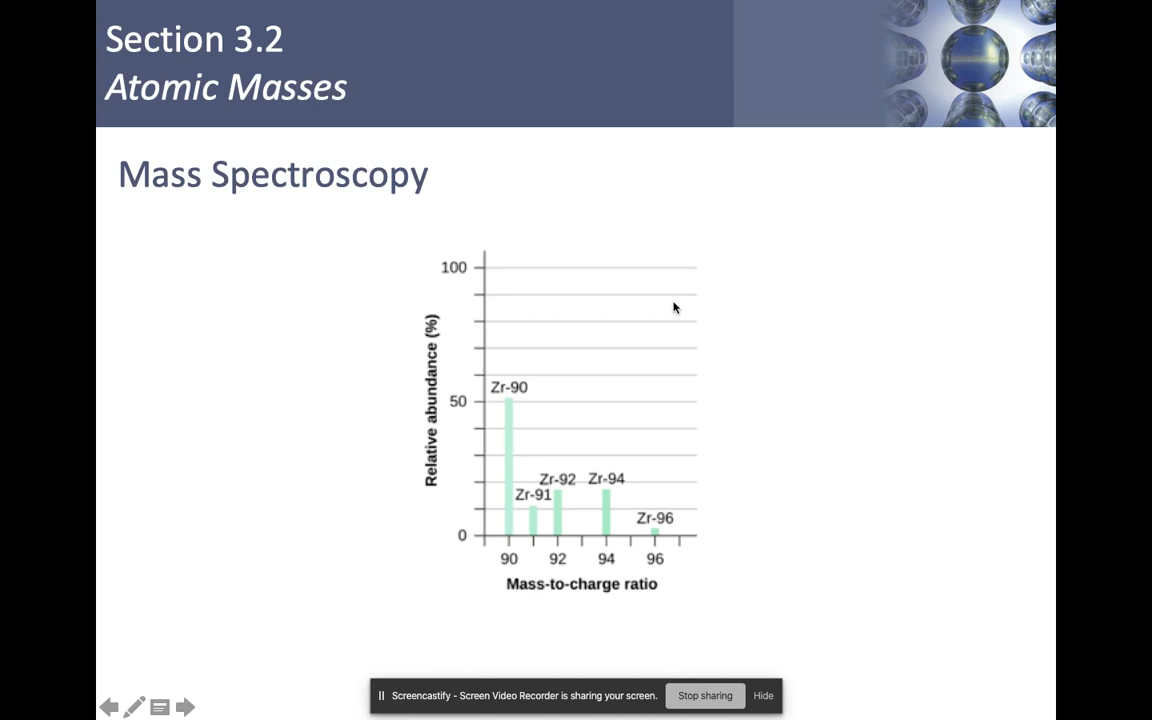 Section 3.2
Atomic Masses
Mass Spectroscopy
100
Relative abundance (%)
Zr-90
50
Zr-92 Zr-94
Zr-91
Zr-96
0
90 92 94 96
Mass-to-charge ratio
Screencastify - Screen Video Recorder is sharing your screen. Stop sharing Hide